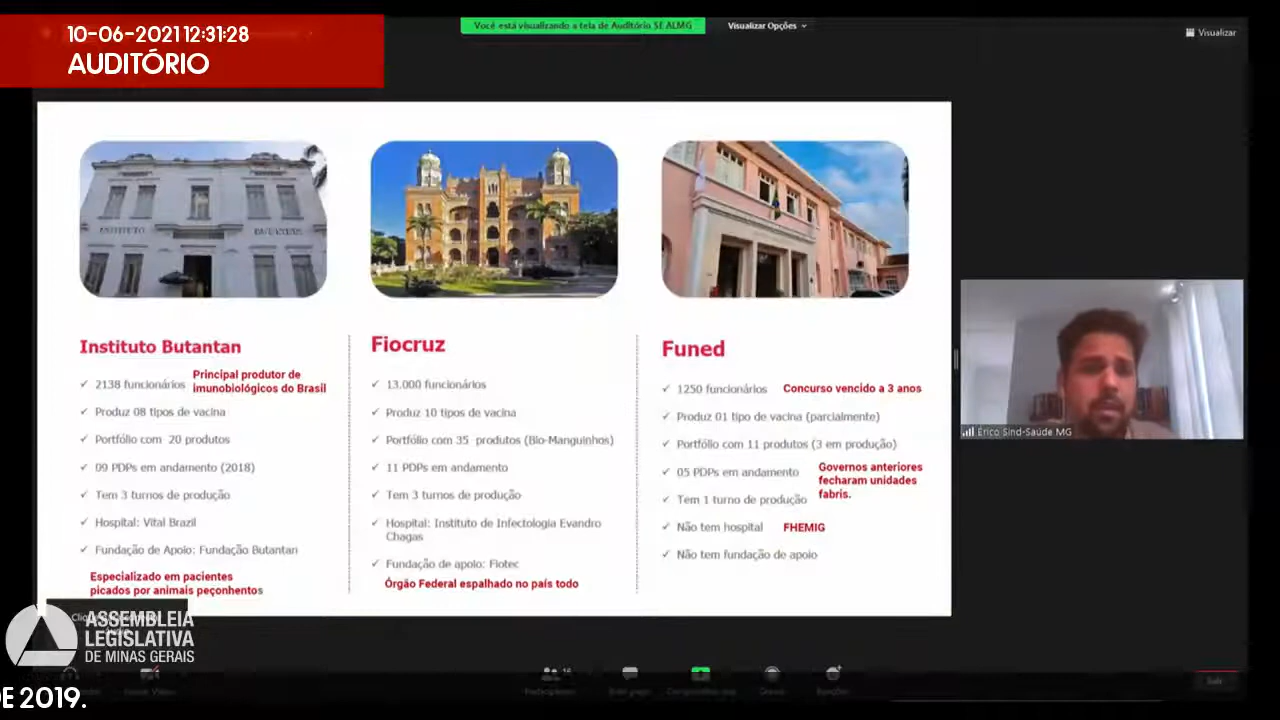 10-06-2021 12:31:28
AUDITÓRIO
Você está visualizando a tela de Auditório SE ALMG
Visualizar Opções
Visualizar
INSTITUTO BUTANTAN
Instituto Butantan
✓ 2138 funcionários
Principal produtor de
imunobiológicos do Brasil
✓ Produz 08 tipos de vacina
✓ Portfólio com 20 produtos
✓ 09 PDPs em andamento (2018)
✓ Tem 3 turnos de produção
✓ Hospital: Vital Brazil
✓ Fundação de Apoio: Fundação Butantan
Especializado em pacientes
picados por animais peçonhentos
Fiocruz
✓ 13.000 funcionários
✓ Produz 10 tipos de vacina
✓ Portfólio com 35 produtos (Bio-Manguinhos)
✓ 11 PDPs em andamento
✓ Tem 3 turnos de produção
✓ Hospital: Instituto de Infectologia Evandro
Chagas
✓ Fundação de apoio: Fiotec
Órgão Federal espalhado no país todo
Funed
✓ 1250 funcionários
Concurso vencido a 3 anos
✓ Produz 01 tipo de vacina (parcialmente)
✓ Portfólio com 11 produtos (3 em produção)
✓ 05 PDPs em andamento
Governos anteriores
fecharam unidades
fabris.
✓ Tem 1 turno de produção
✓ Não tem hospital
FHEMIG
✓ Não tem fundação de apoio
Érico Sind-Saúde MG
ASSEMBLEIA
LEGISLATIVA
DE MINAS GERAIS
DE 2019.